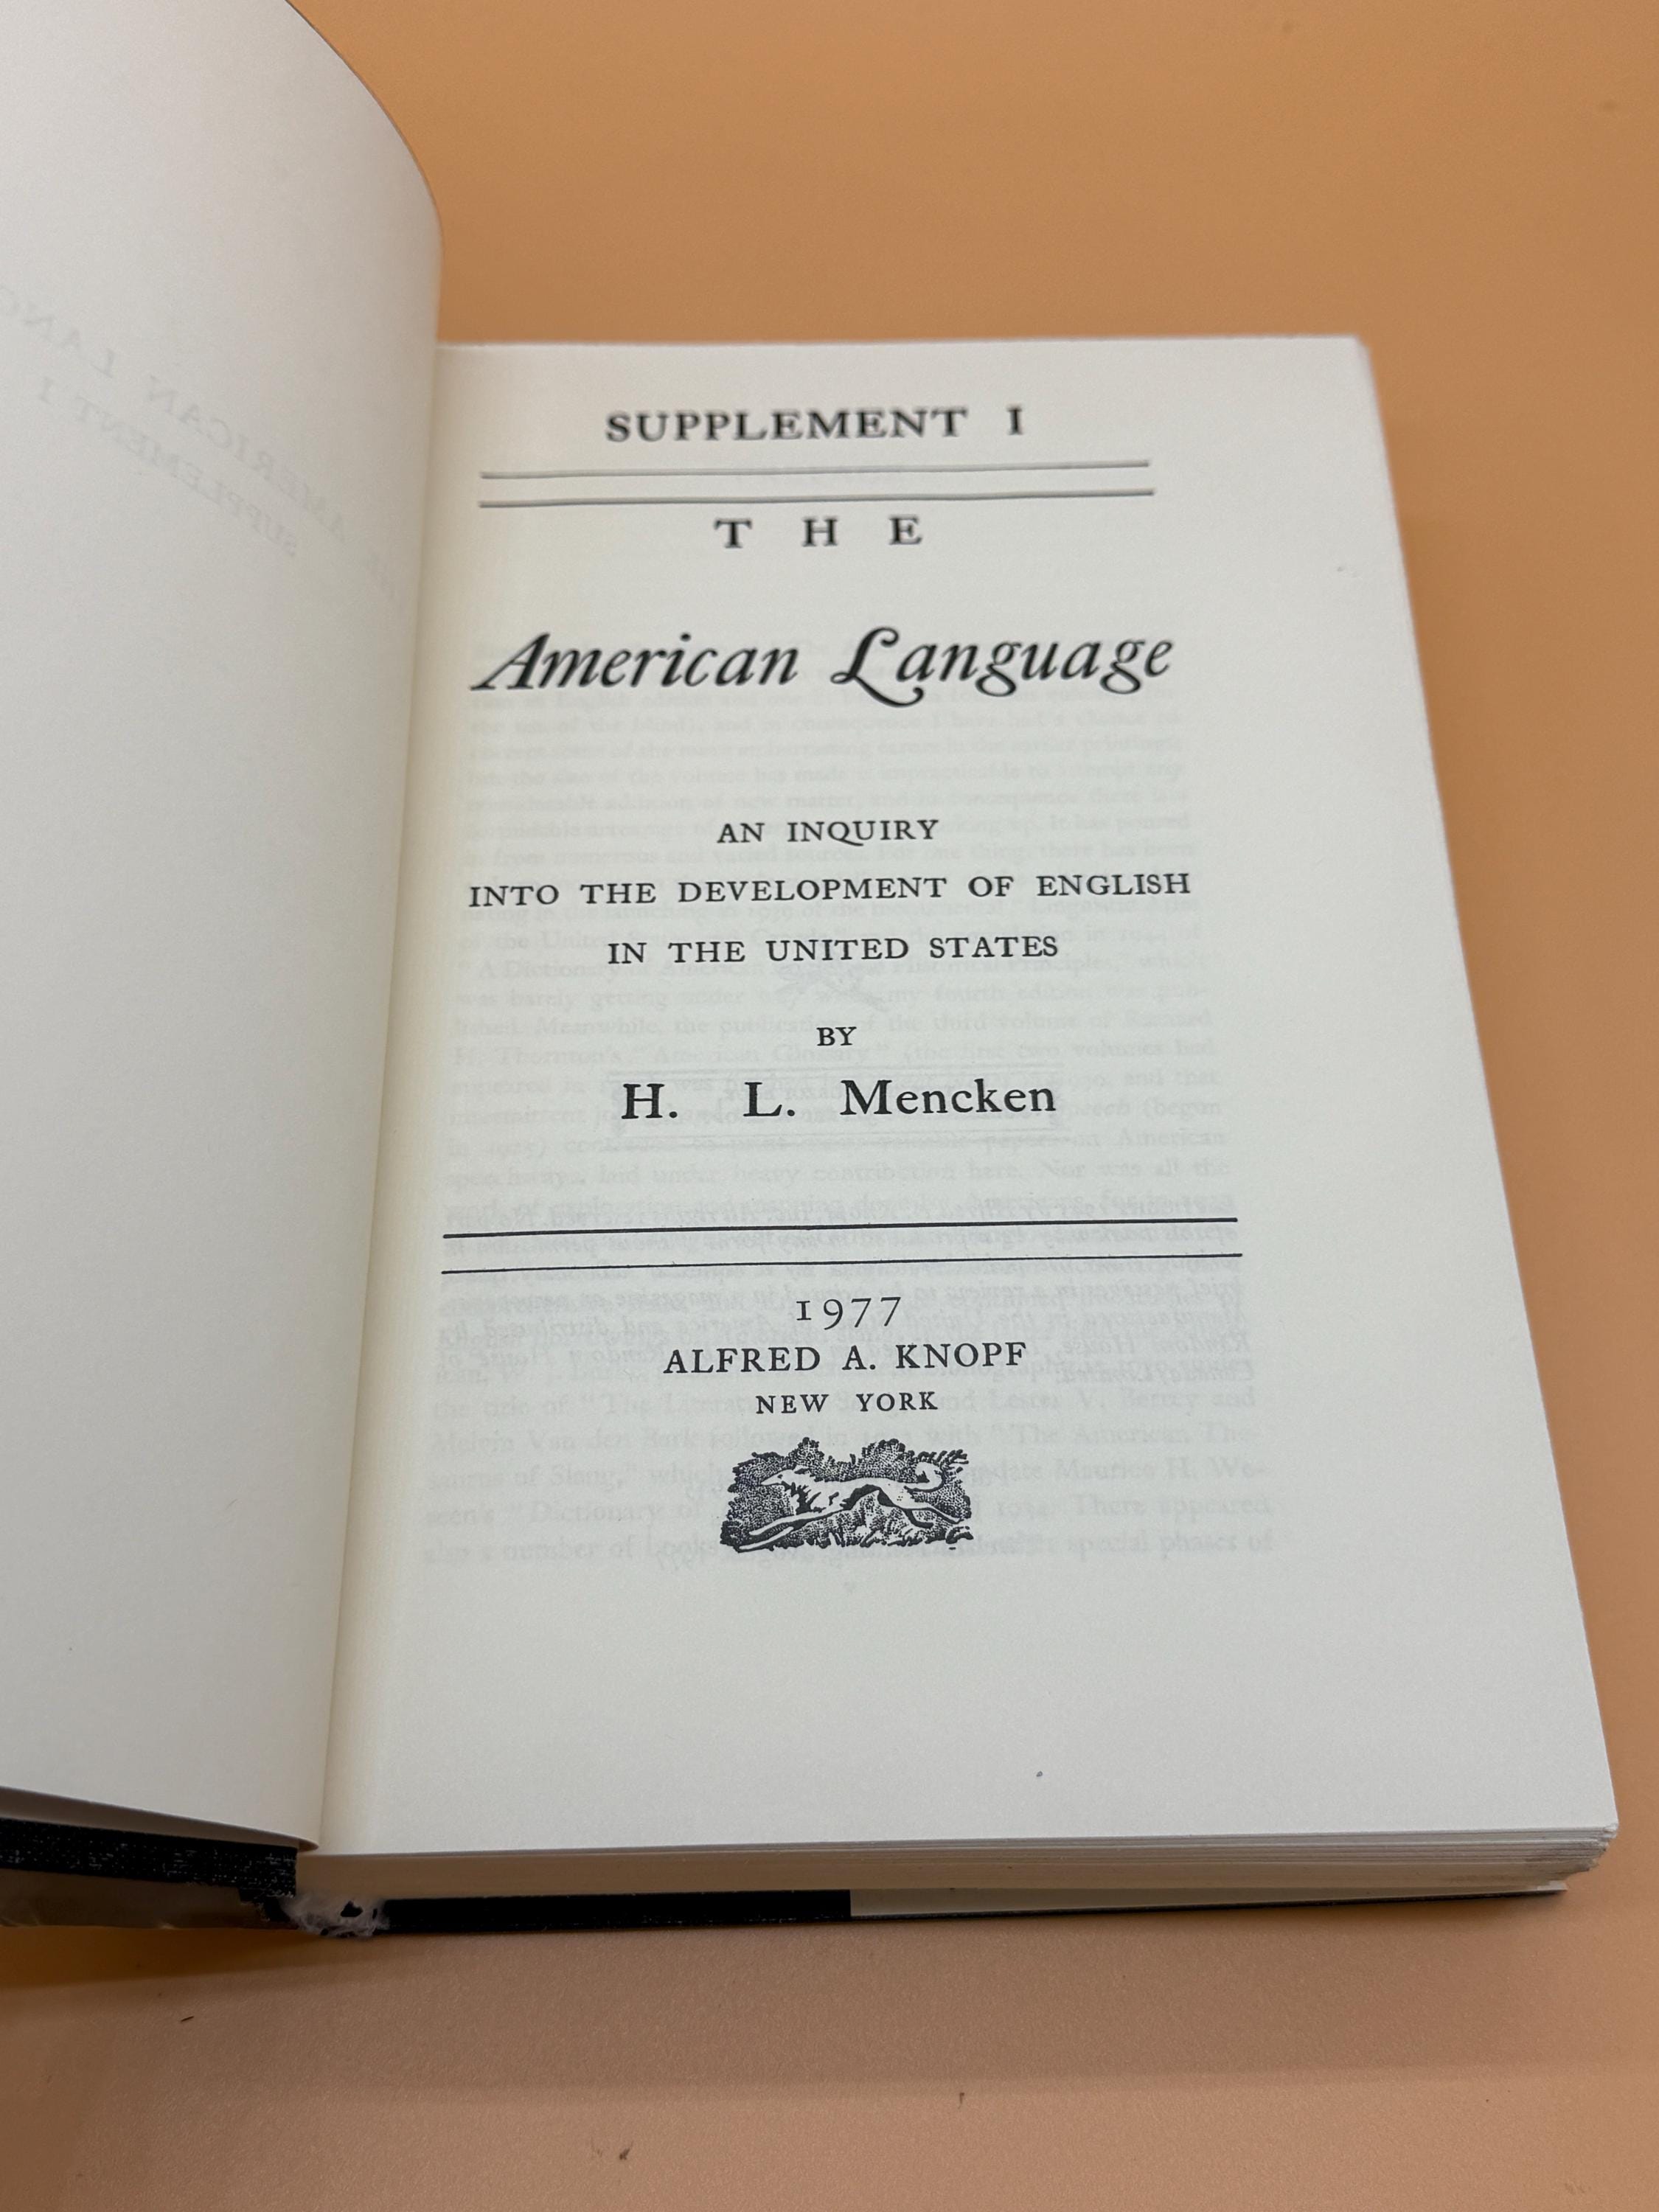 SUPPLEMENT I
THE
American Language
AN INQUIRY
INTO THE DEVELOPMENT OF ENGLISH
IN THE UNITED STATES
BY
H. L. Mencken
1977
ALFRED A. KNOPF
NEW YORK